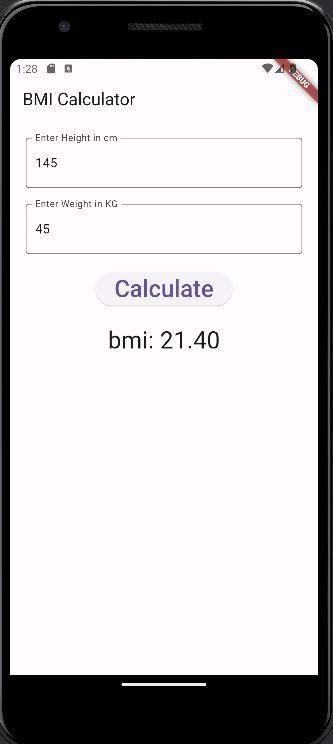 1:28
DEBUG
BMI Calculator
Enter Height in cm
145
Enter Weight in KG
45
Calculate
bmi: 21.40